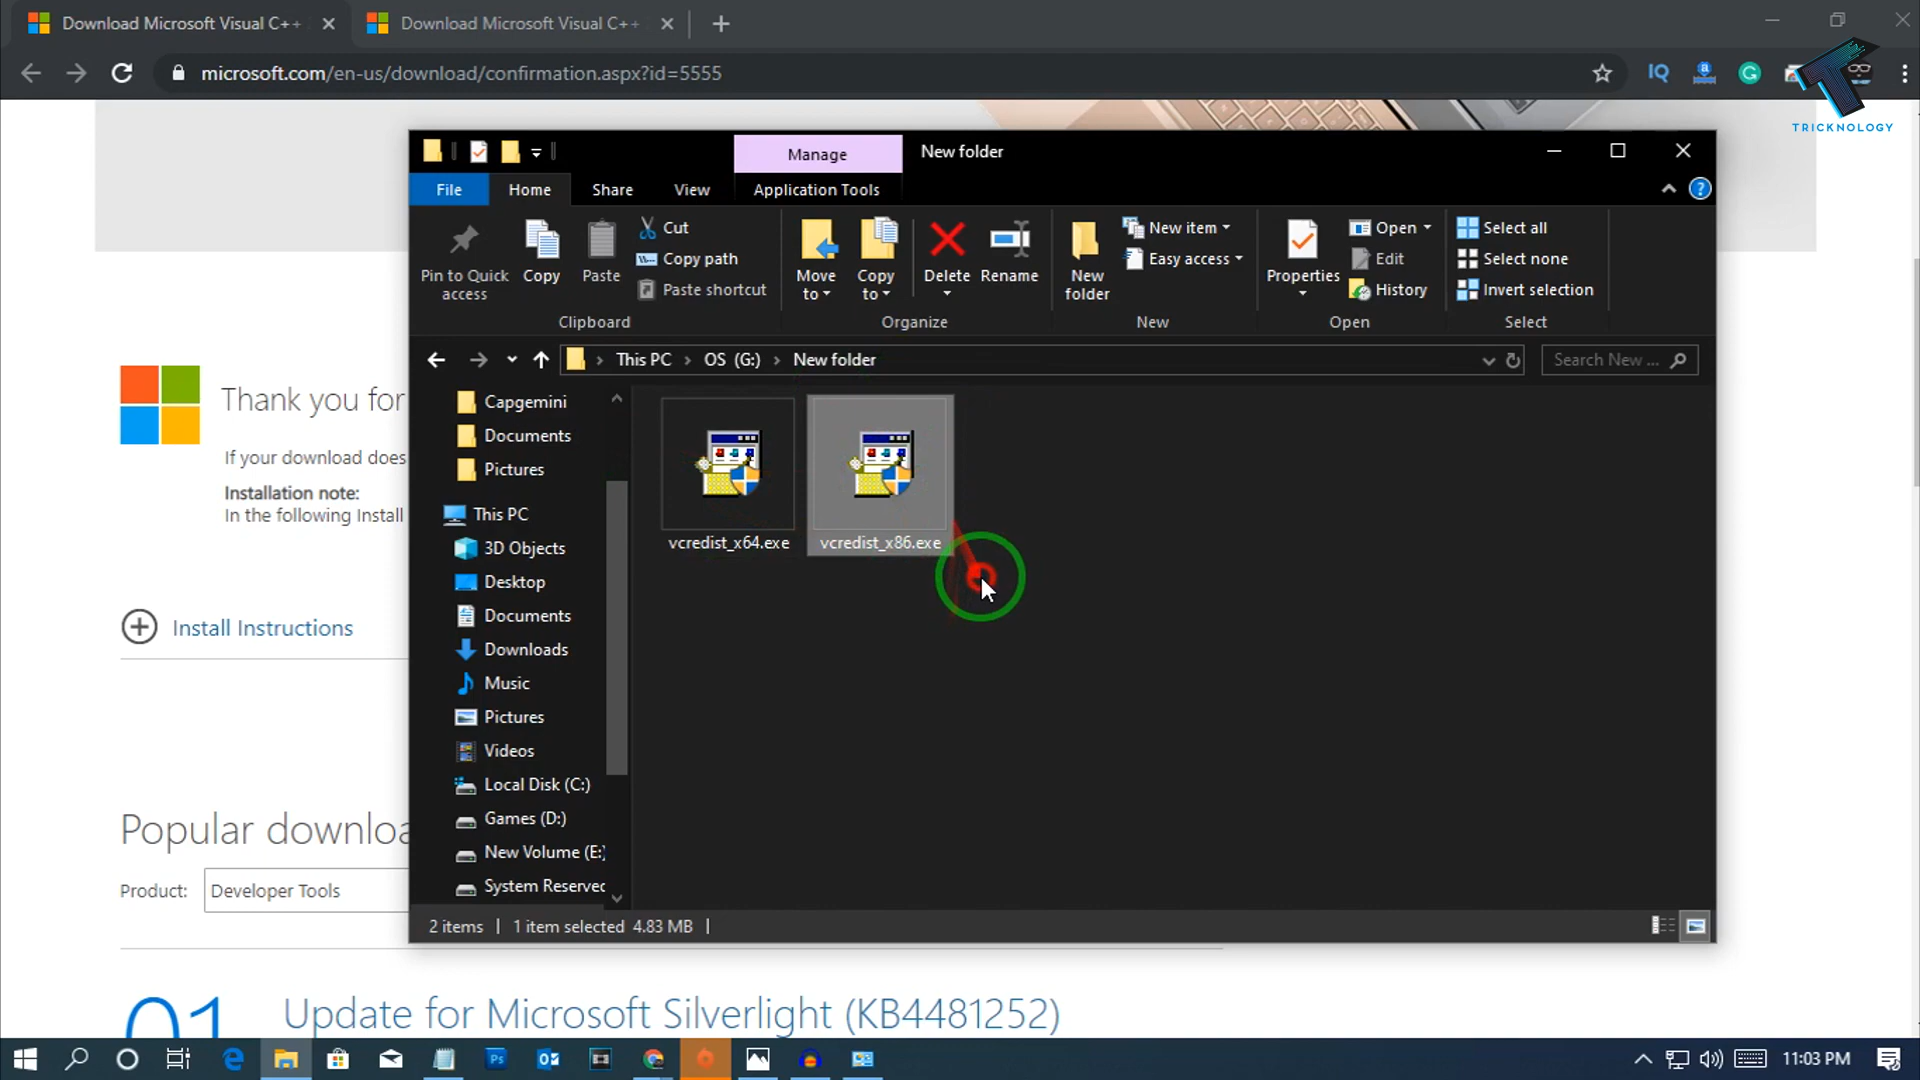 Download Microsoft Visual C++
Download Microsoft Visual C++
microsoft.com/en-us/download/confirmation.aspx?id=5555
TRICKNOLOGY
Manage
New folder
File
Home
Share
View
Application Tools
Pin to Quick access
Copy
Paste
Cut
Copy path
Paste shortcut
Clipboard
Move to
Copy to
Delete
Rename
Organize
New folder
New item
Easy access
New
Properties
Open
Edit
History
Open
Select all
Select none
Invert selection
Select
This PC
OS (G:)
New folder
Search New ...
Capgemini
Documents
Pictures
This PC
3D Objects
Desktop
Documents
Downloads
Music
Pictures
Videos
Local Disk (C:)
Games (D:)
New Volume (E:)
System Reserved
vcredist_x64.exe
vcredist_x86.exe
2 items
1 item selected 4.83 MB
Thank you for
If your download does
Installation note:
In the following Install
Install Instructions
Popular downloa
Product:
Developer Tools
01
Update for Microsoft Silverlight (KB4481252)
11:03 PM